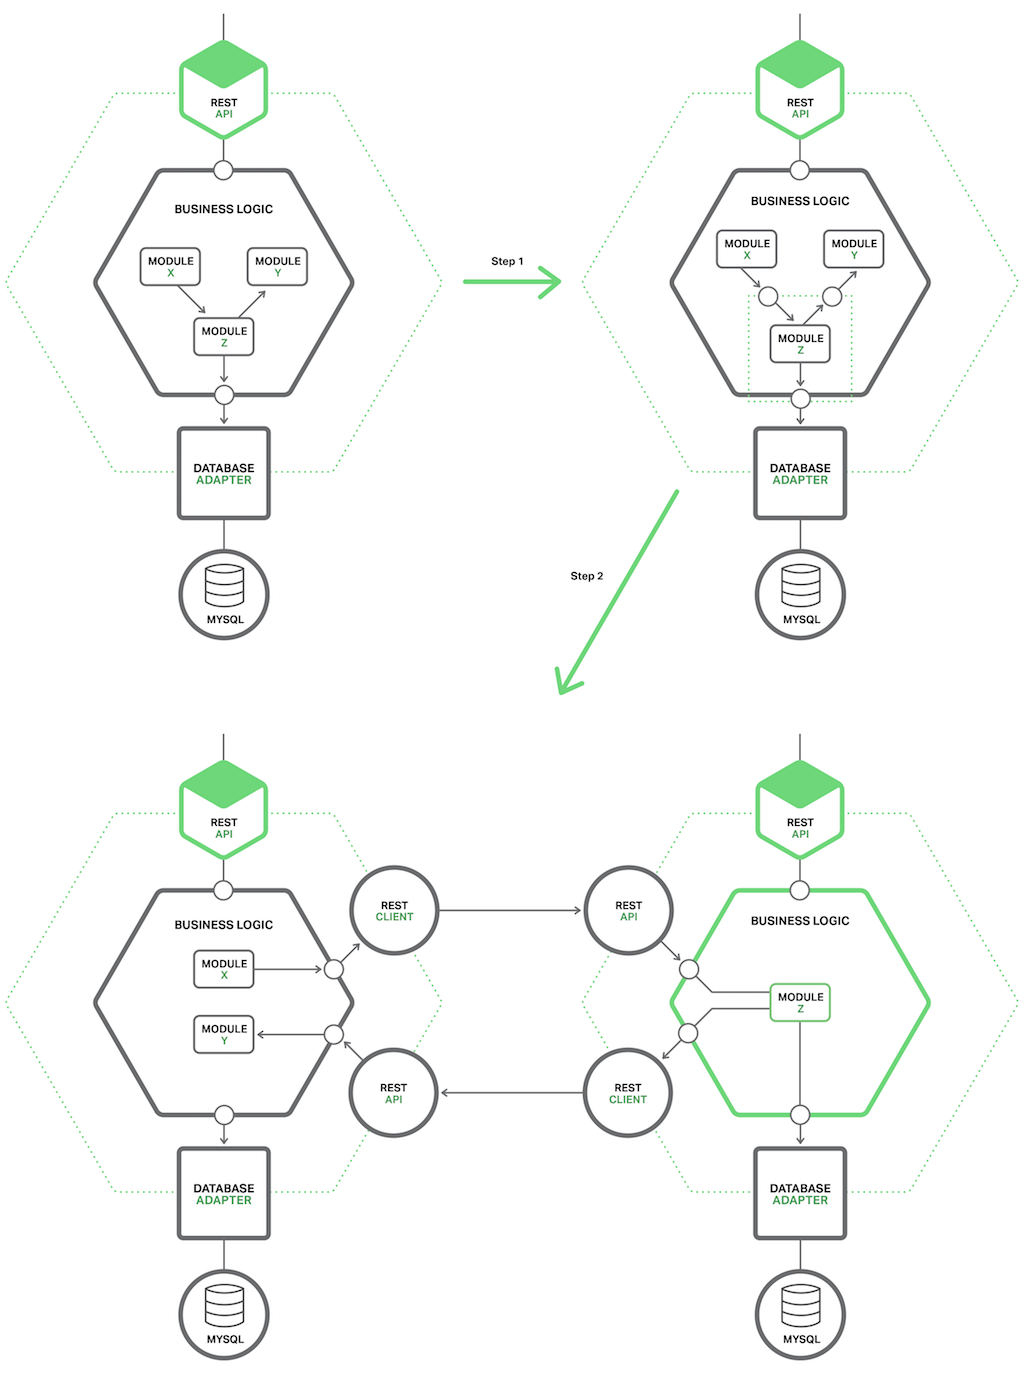 REST
API
BUSINESS LOGIC
MODULE
X
MODULE
Y
MODULE
Z
DATABASE
ADAPTER
MYSQL
Step 1
REST
API
BUSINESS LOGIC
MODULE
X
MODULE
Y
MODULE
Z
DATABASE
ADAPTER
MYSQL
Step 2
REST
API
BUSINESS LOGIC
MODULE
X
MODULE
Y
REST
CLIENT
REST
API
DATABASE
ADAPTER
MYSQL
REST
API
REST
API
BUSINESS LOGIC
MODULE
Z
REST
CLIENT
DATABASE
ADAPTER
MYSQL